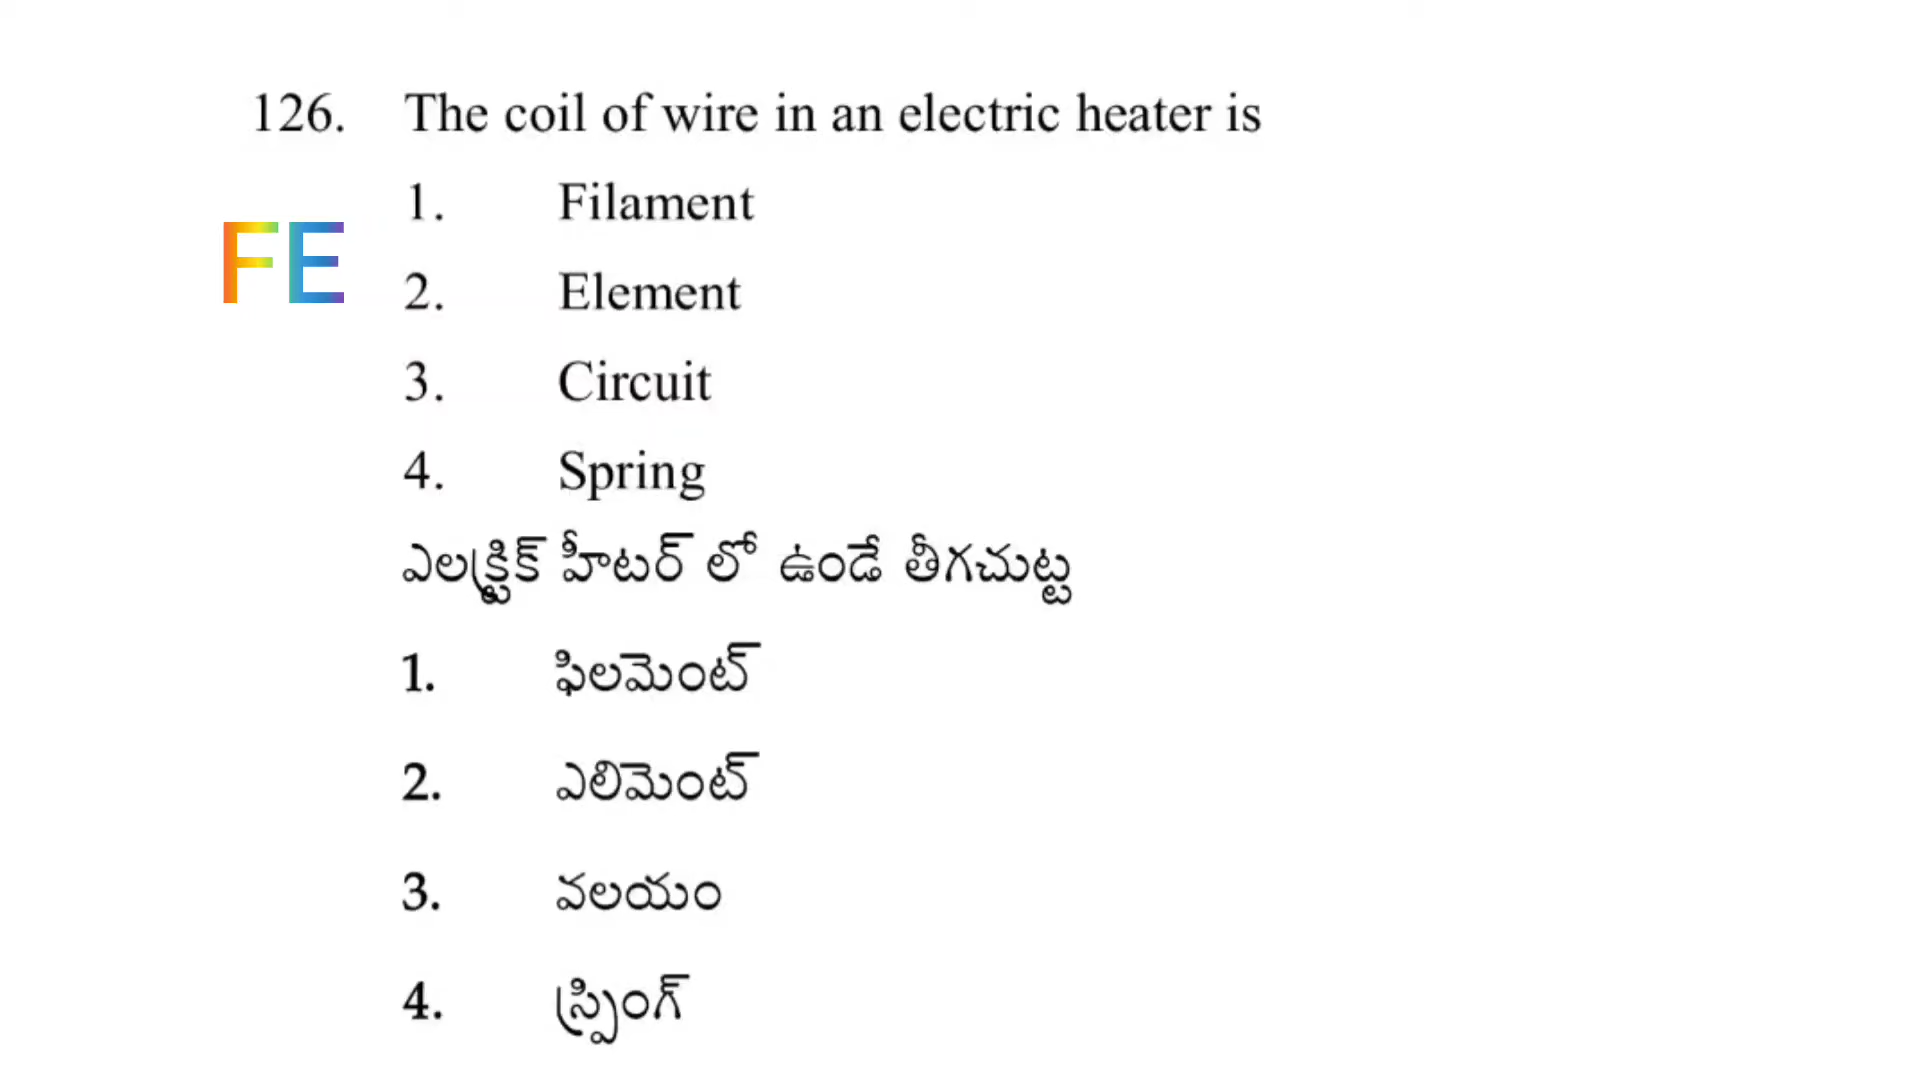 126. The coil of wire in an electric heater is
1. Filament
FE
2. Element
3. Circuit
4. Spring
ఎలక్ట్రిక్ హీటర్ లో ఉండే తీగచుట్ట
1. ఫిలమెంట్
2. ఎలిమెంట్
3. వలయం
4. స్ప్రింగ్